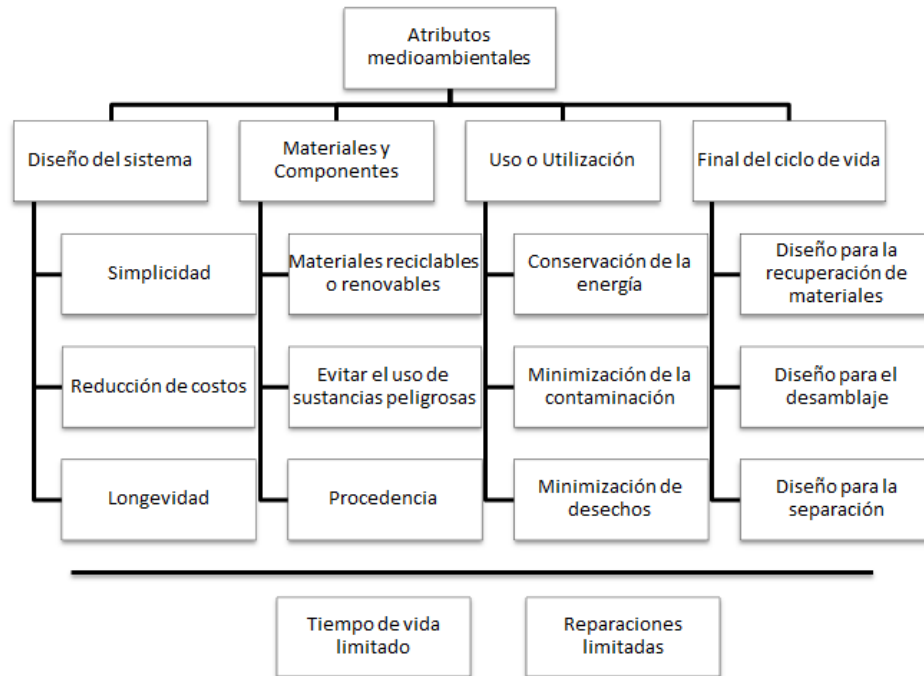 Atributos
medioambientales
Diseño del sistema
Materiales y
Componentes
Uso o Utilización
Final del ciclo de vida
Simplicidad
Materiales reciclables
o renovables
Conservación de la
energía
Diseño para la
recuperación de
materiales
Reducción de costos
Evitar el uso de
sustancias peligrosas
Minimización de la
contaminación
Diseño para el
desamblaje
Longevidad
Procedencia
Minimización de
desechos
Diseño para la
separación
Tiempo de vida
limitado
Reparaciones
limitadas